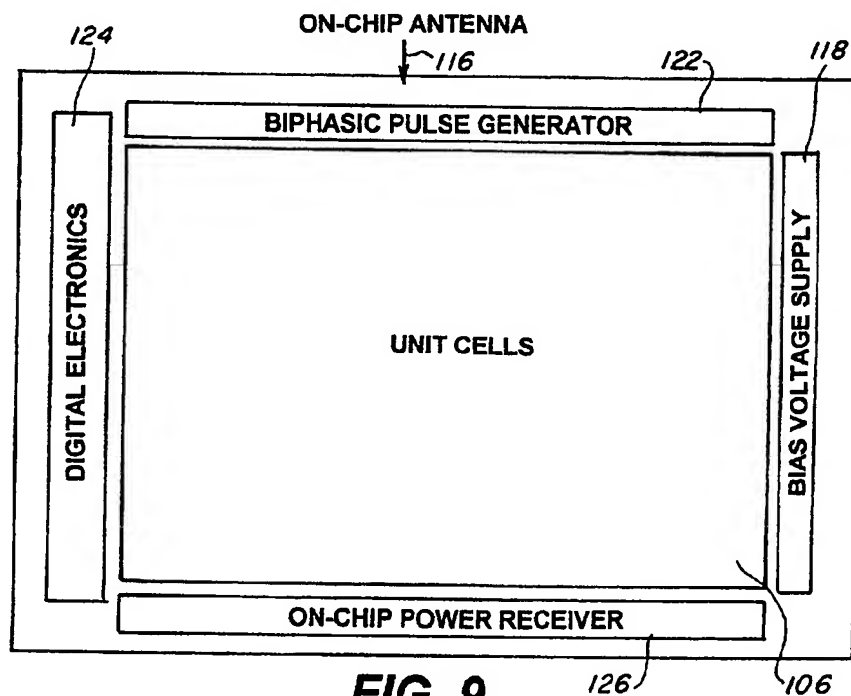 ON-CHIP ANTENNA
124
116
122
118
BIPHASIC PULSE GENERATOR
DIGITAL ELECTRONICS
UNIT CELLS
BIAS VOLTAGE SUPPLY
ON-CHIP POWER RECEIVER
FIG. 9
126
106